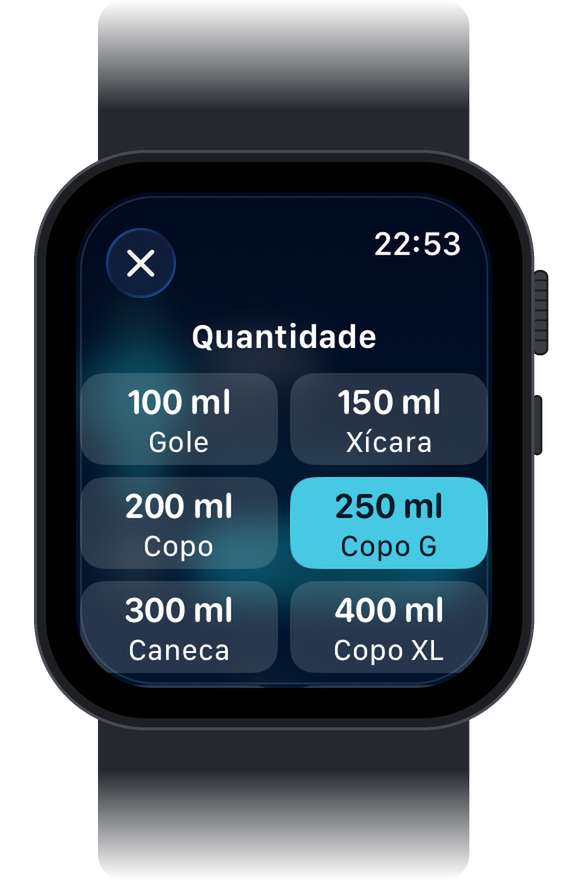 22:53
Quantidade
100 ml
Gole
150 ml
Xícara
200 ml
Copo
250 ml
Copo G
300 ml
Caneca
400 ml
Copo XL